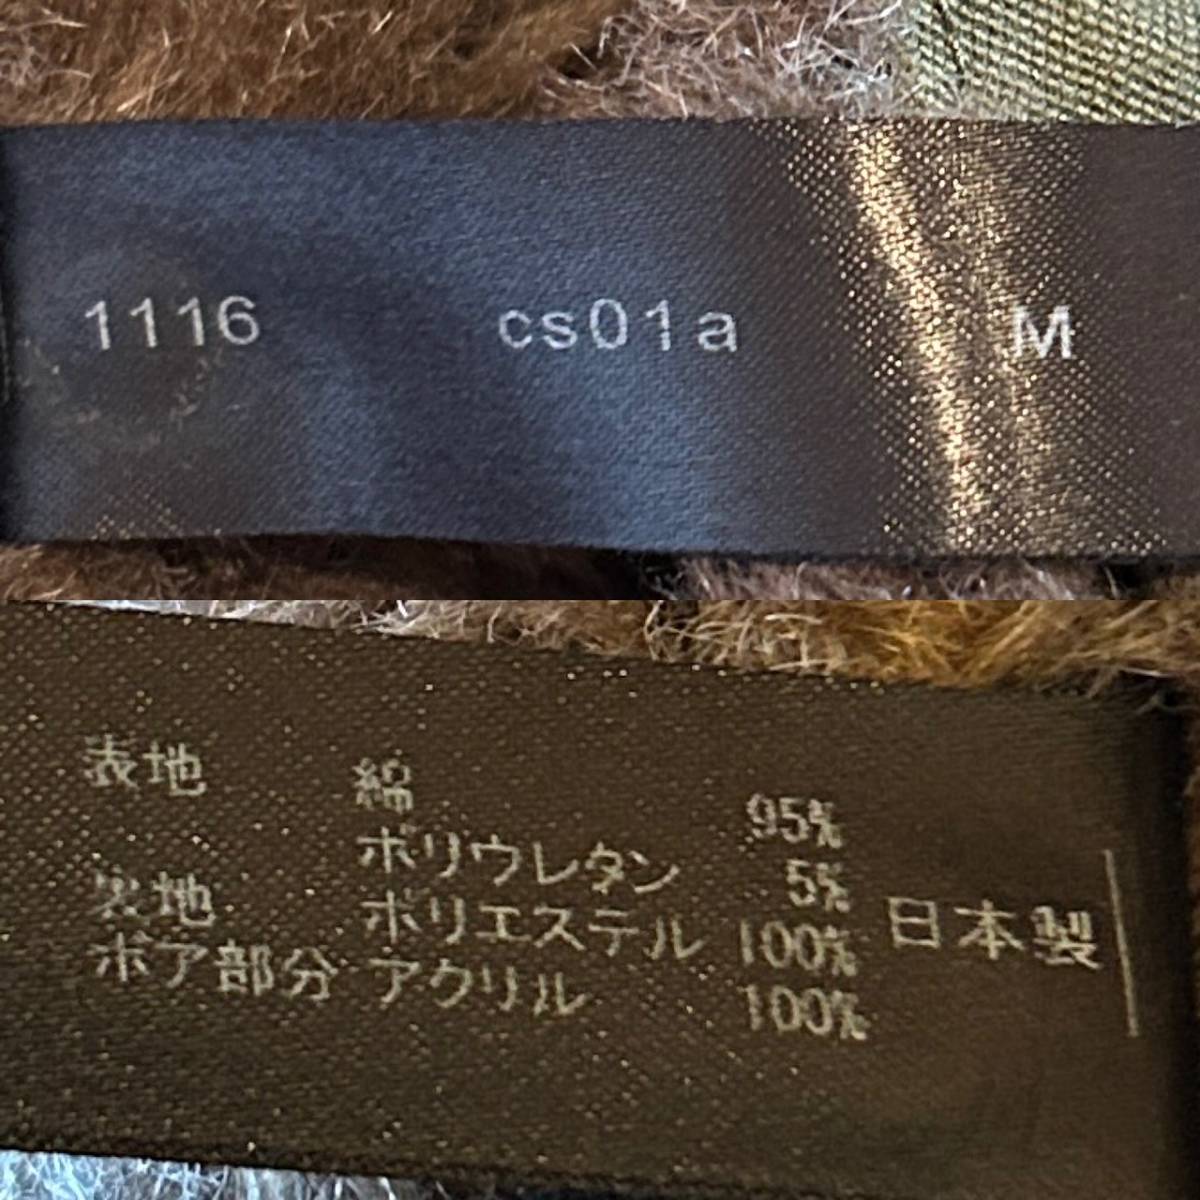 1116 cs01a M
表地 綿 95%
ポリウレタン 5%
裏地 ポリエステル 100%
ボア部分 アクリル 100%
日本製